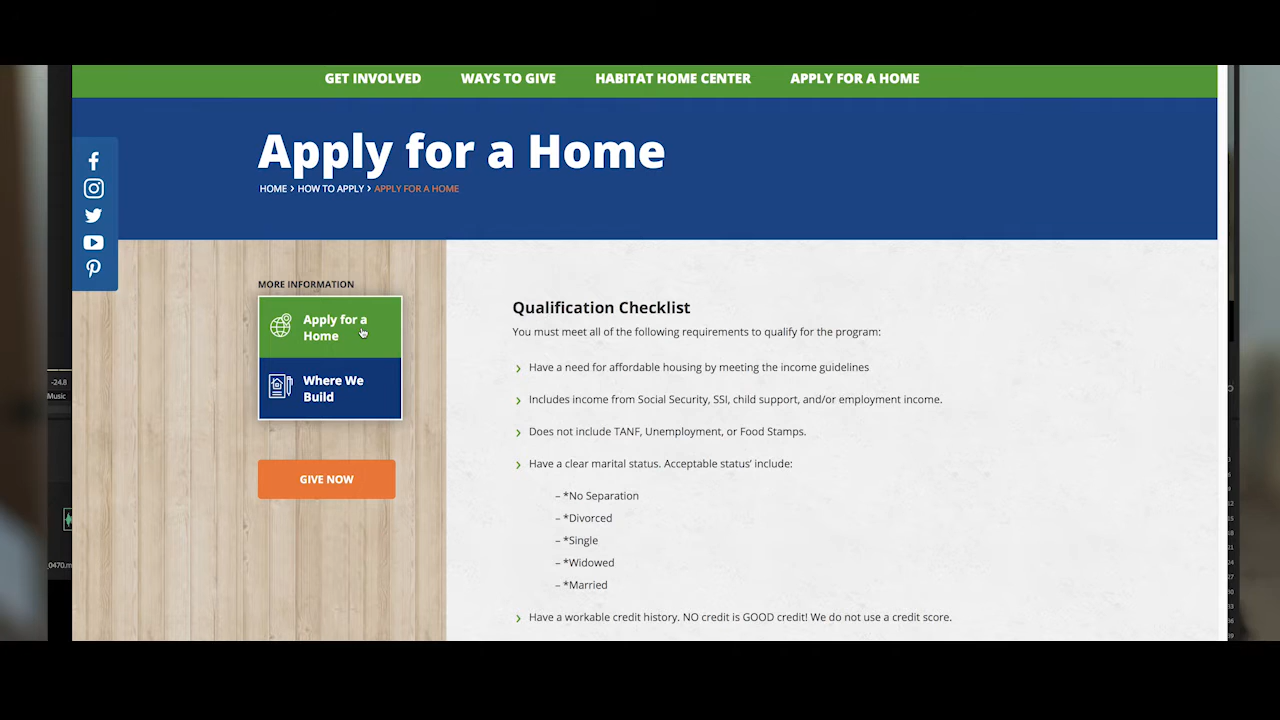 GET INVOLVED WAYS TO GIVE HABITAT HOME CENTER APPLY FOR A HOME
Apply for a Home
HOME › HOW TO APPLY › APPLY FOR A HOME
MORE INFORMATION
Apply for a
Home
Where We
Build
GIVE NOW
Qualification Checklist
You must meet all of the following requirements to qualify for the program:
› Have a need for affordable housing by meeting the income guidelines
› Includes income from Social Security, SSI, child support, and/or employment income.
› Does not include TANF, Unemployment, or Food Stamps.
› Have a clear marital status. Acceptable status’ include:
– *No Separation
– *Divorced
– *Single
– *Widowed
– *Married
› Have a workable credit history. NO credit is GOOD credit! We do not use a credit score.
-24.8
Music
_0470.m